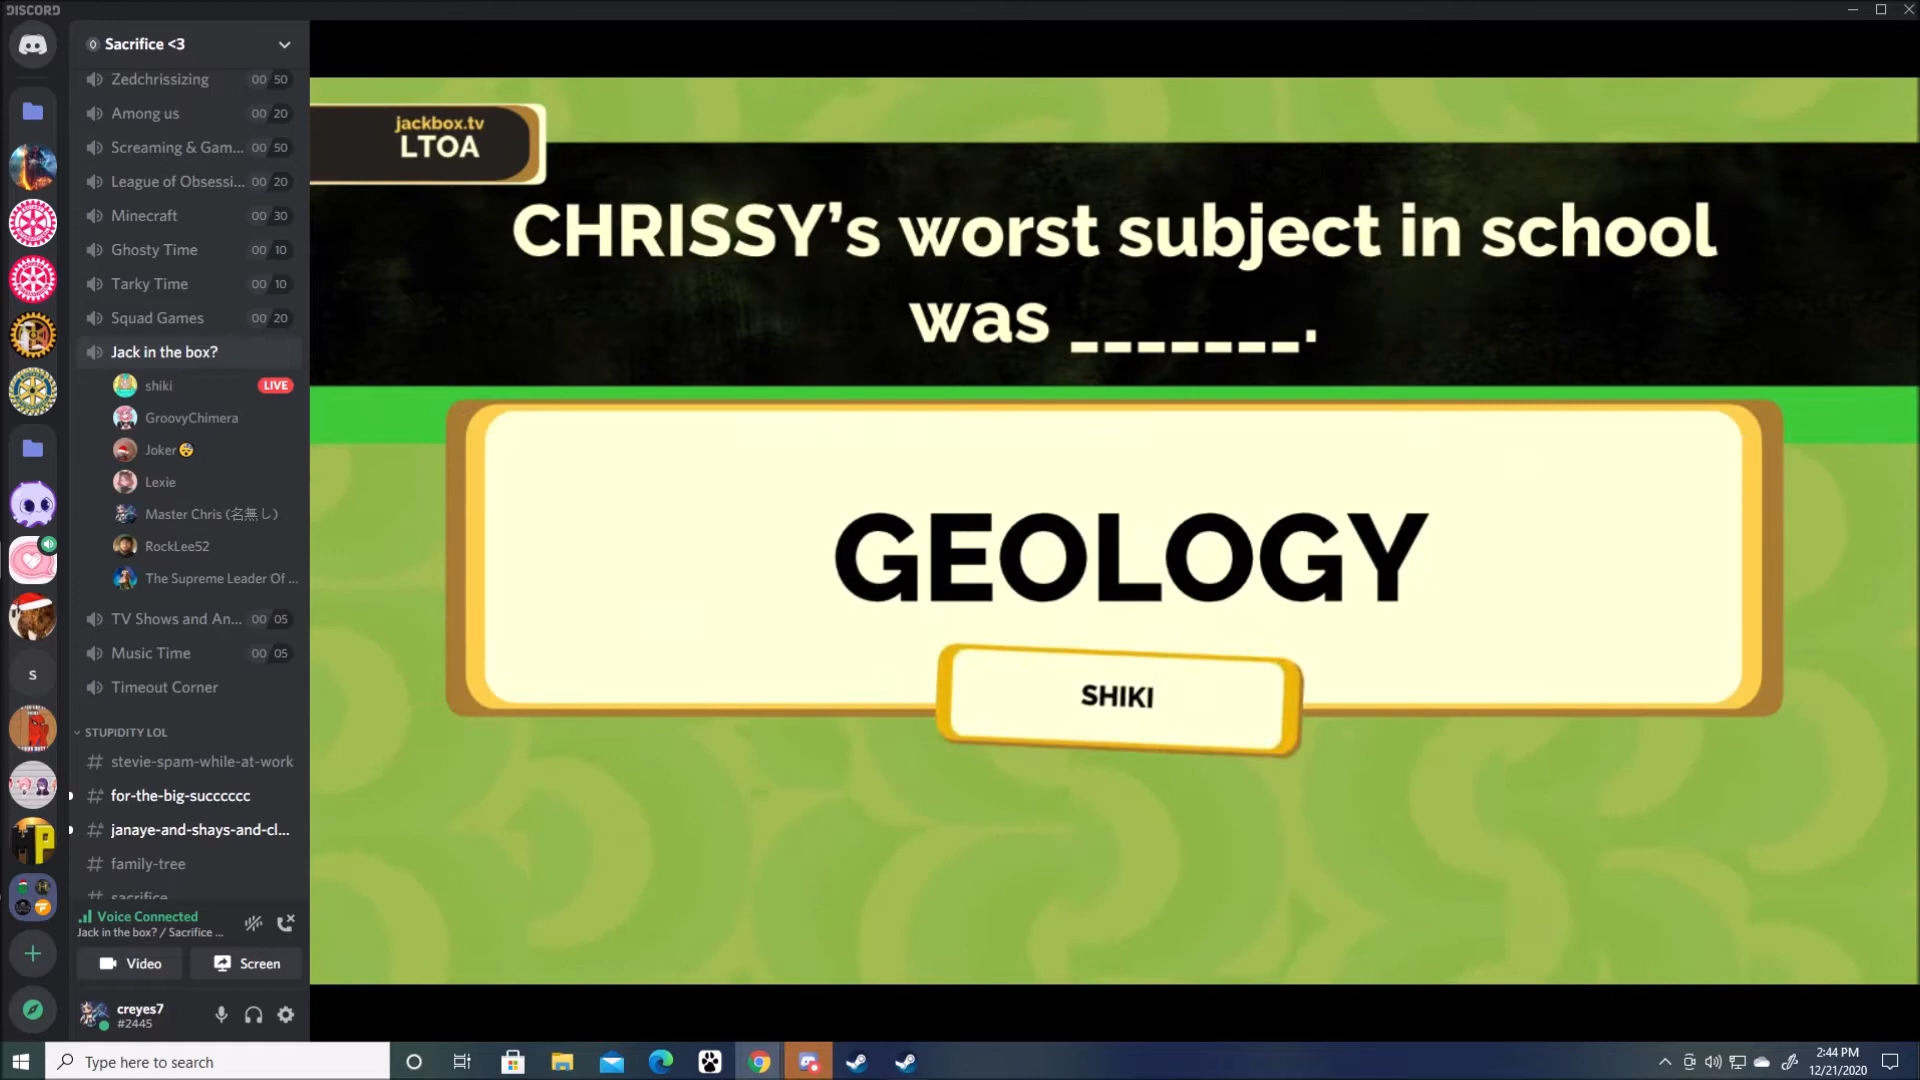 DISCORD
Sacrifice <3
Zedchrissizing 00 50
Among us 00 20
Screaming & Gam... 00 50
League of Obsessi... 00 20
Minecraft 00 30
Ghosty Time 00 10
Tarky Time 00 10
Squad Games 00 20
Jack in the box?
shiki LIVE
GroovyChimera
Joker😴
Lexie
Master Chris (名無し)
RockLee52
The Supreme Leader Of ...
TV Shows and An... 00 05
Music Time 00 05
Timeout Corner
STUPIDITY LOL
# stevie-spam-while-at-work
# for-the-big-succcccc
# janaye-and-shays-and-cl...
# family-tree
# sacrifice
Voice Connected
Jack in the box? / Sacrifice ...
Video Screen
creyes7
#2445
s
jackbox.tv
LTOA
CHRISSY’s worst subject in school
was _______.
GEOLOGY
SHIKI
Type here to search
2:44 PM
12/21/2020